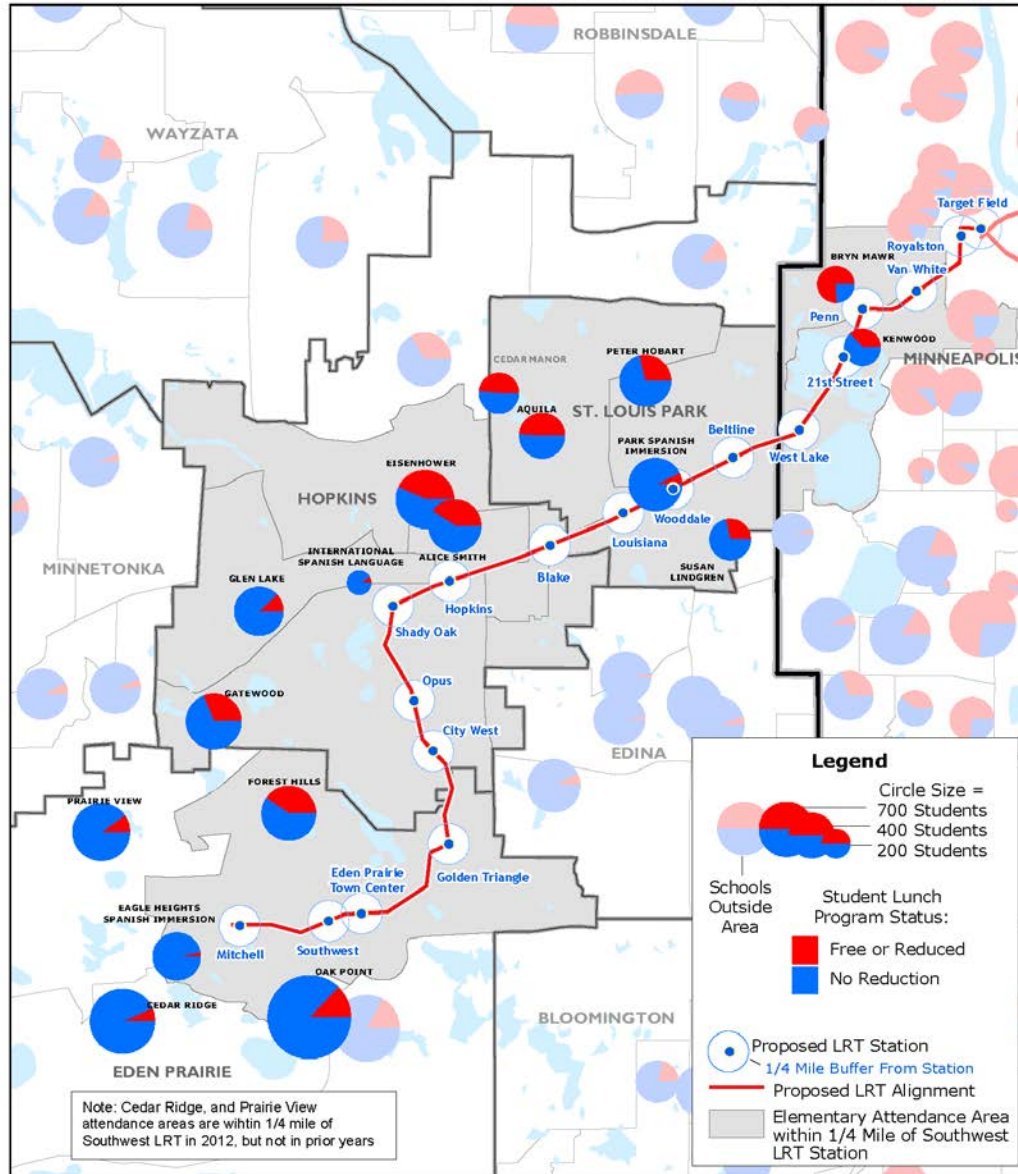 ROBBINSDALE
WAYZATA
Target Field
Royalston
BRYN MAWR
Van White
Penn
KENWOOD
MINNEAPOLIS
21st Street
CEDAR MANOR
PETER HOBART
AQUILA
ST. LOUIS PARK
Beltline
PARK SPANISH
IMMERSION
West Lake
EISENHOWER
HOPKINS
Wooddale
Louisiana
INTERNATIONAL
SPANISH LANGUAGE
ALICE SMITH
Blake
SUSAN
LINDGREN
MINNETONKA
GLEN LAKE
Hopkins
Shady Oak
Opus
GATEWOOD
City West
EDINA
FOREST HILLS
PRAIRIE VIEW
Golden Triangle
Eden Prairie
Town Center
EAGLE HEIGHTS
SPANISH IMMERSION
Mitchell
Southwest
OAK POINT
CEDAR RIDGE
BLOOMINGTON
EDEN PRAIRIE
Note: Cedar Ridge, and Prairie View
attendance areas are wihtin 1/4 mile of
Southwest LRT in 2012, but not in prior years
Legend
Circle Size =
700 Students
400 Students
200 Students
Schools
Outside
Area
Student Lunch
Program Status:
Free or Reduced
No Reduction
Proposed LRT Station
1/4 Mile Buffer From Station
Proposed LRT Alignment
Elementary Attendance Area
within 1/4 Mile of Southwest
LRT Station